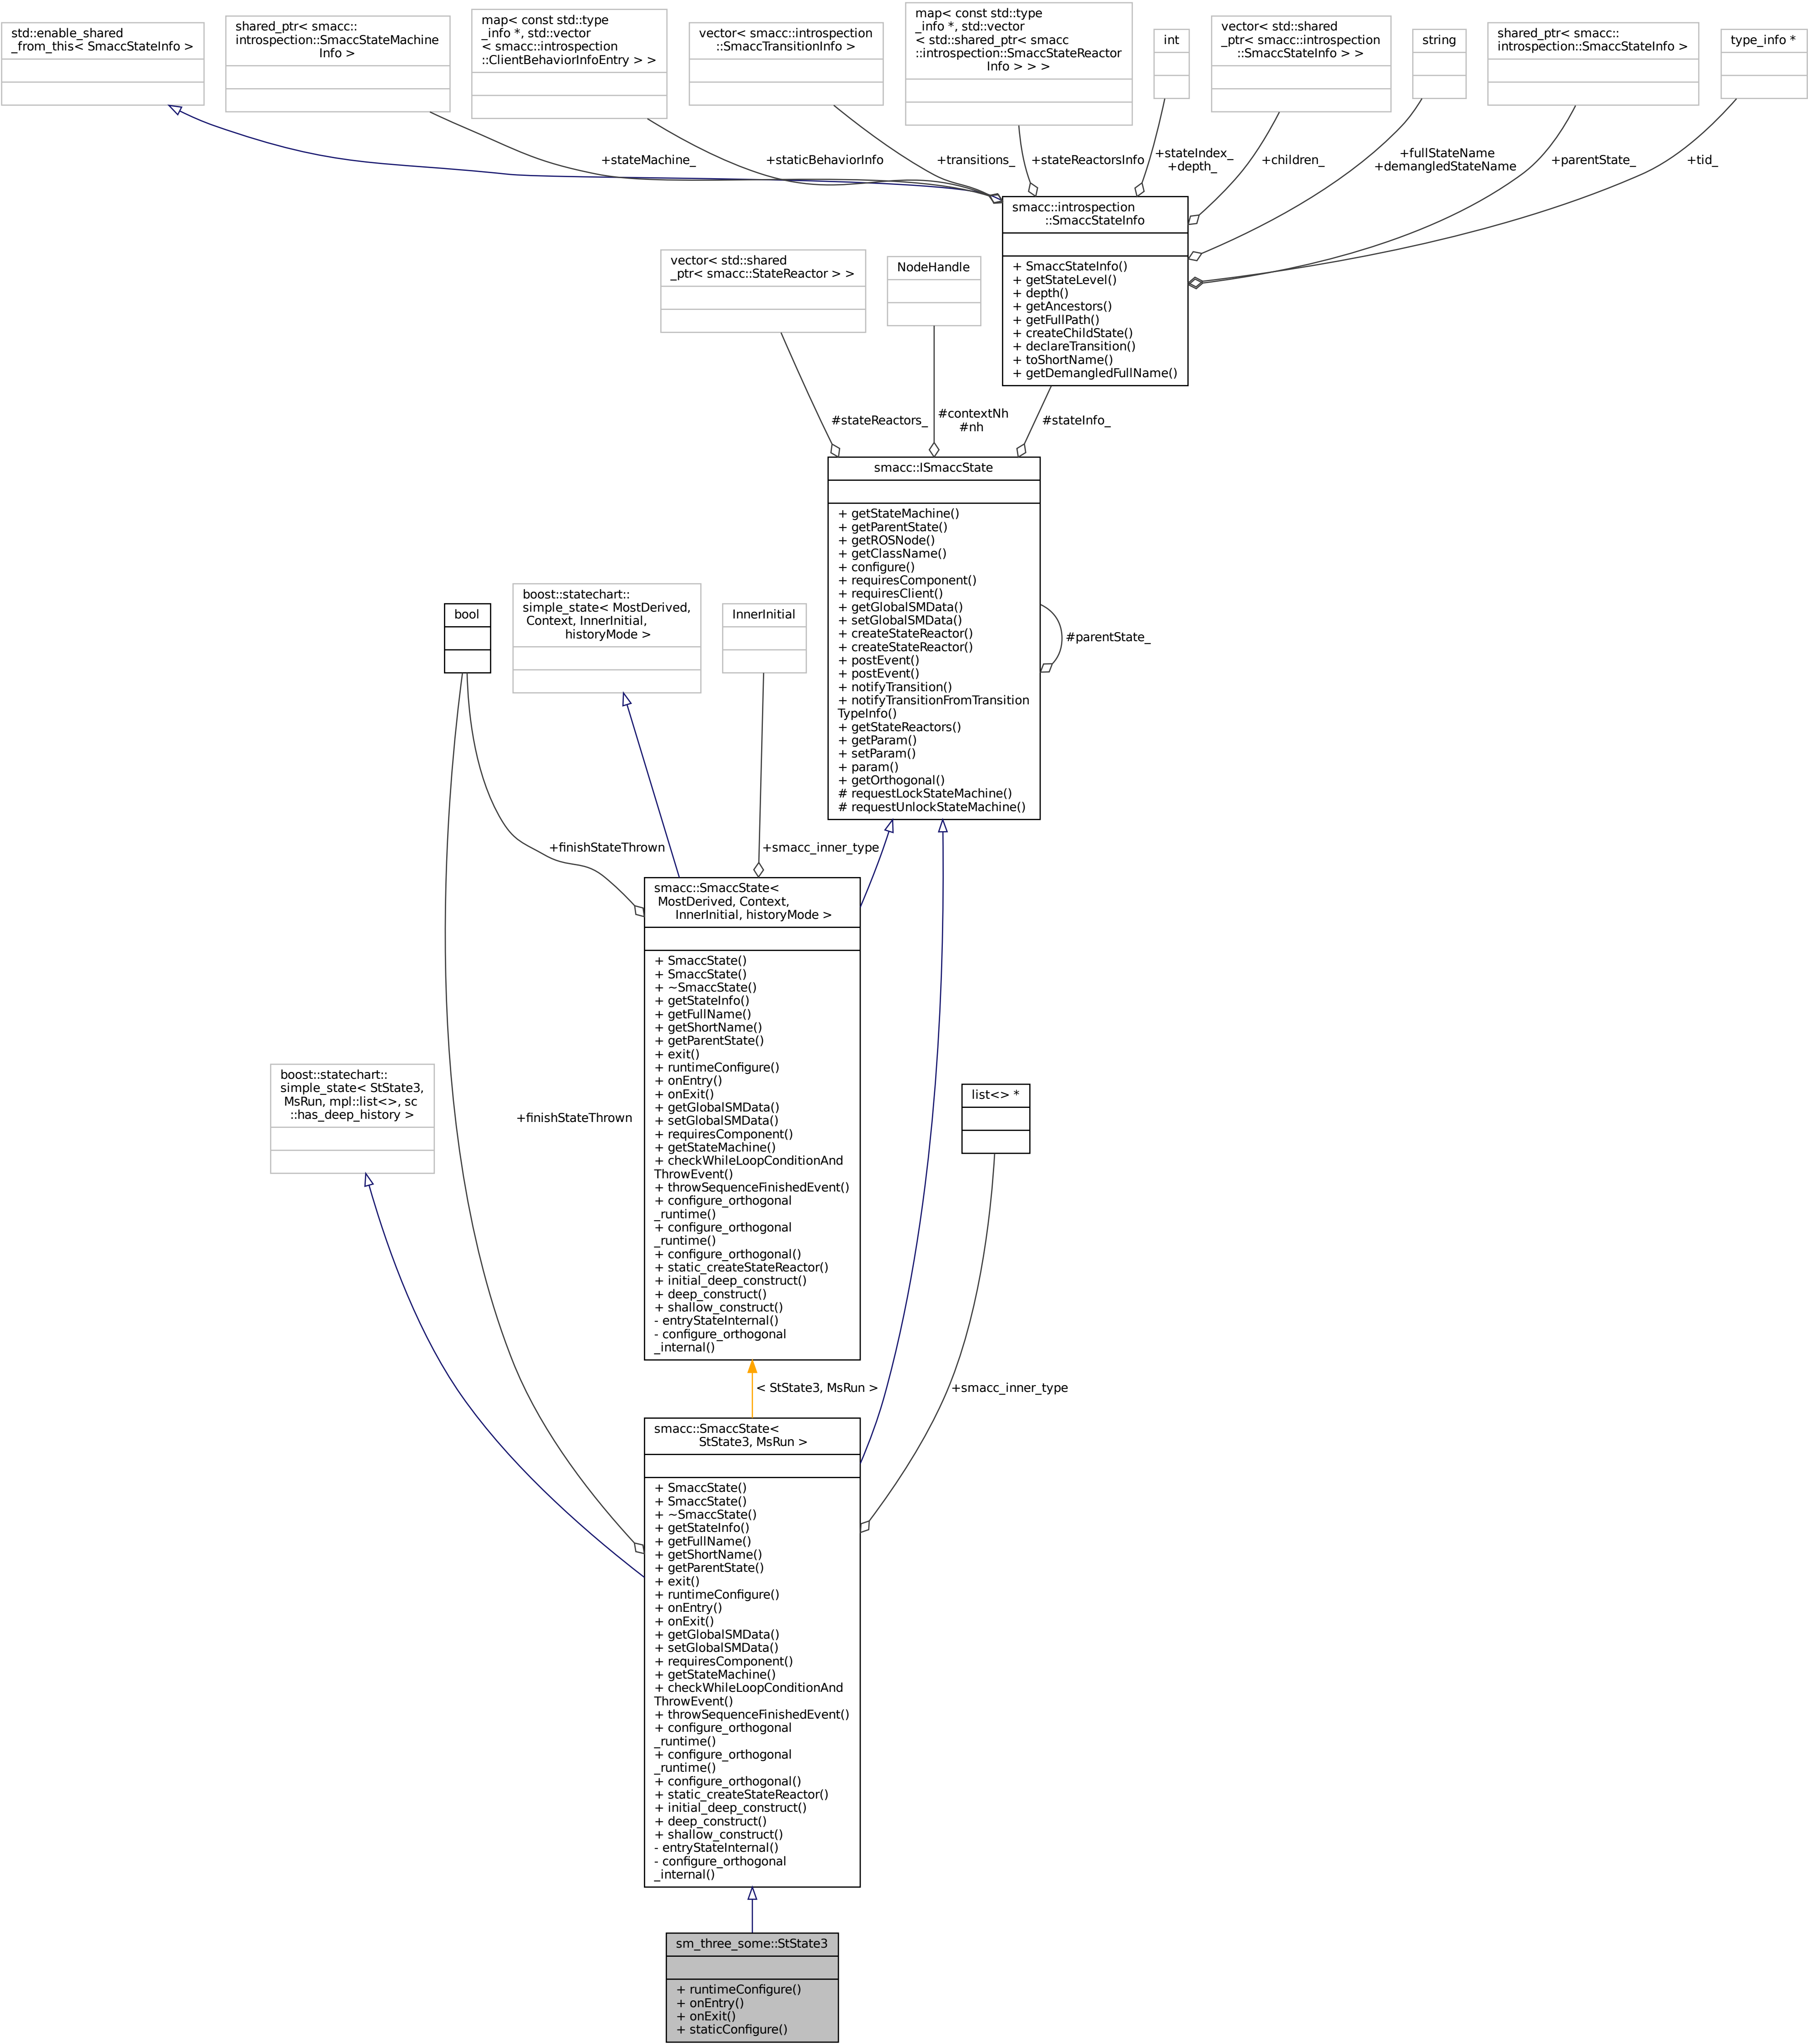 std::enable_shared
_from_this< SmaccStateInfo >
shared_ptr< smacc::
introspection::SmaccStateMachine
Info >
map< const std::type
_info *, std::vector
< smacc::introspection
::ClientBehaviorInfoEntry > >
vector< smacc::introspection
::SmaccTransitionInfo >
map< const std::type
_info *, std::vector
< std::shared_ptr< smacc
::introspection::SmaccStateReactor
Info > > >
int
vector< std::shared
_ptr< smacc::introspection
::SmaccStateInfo > >
string
shared_ptr< smacc::
introspection::SmaccStateInfo >
type_info *
+stateMachine_
+staticBehaviorInfo
+transitions_
+stateReactorsInfo
+stateIndex_
+depth_
+children_
+fullStateName
+demangledStateName
+parentState_
+tid_
smacc::introspection
::SmaccStateInfo
+ SmaccStateInfo()
+ getStateLevel()
+ depth()
+ getAncestors()
+ getFullPath()
+ createChildState()
+ declareTransition()
+ toShortName()
+ getDemangledFullName()
vector< std::shared
_ptr< smacc::StateReactor > >
NodeHandle
#stateReactors_
#contextNh
#nh
#stateInfo_
smacc::ISmaccState
+ getStateMachine()
+ getParentState()
+ getROSNode()
+ getClassName()
+ configure()
+ requiresComponent()
+ requiresClient()
+ getGlobalSMData()
+ setGlobalSMData()
+ createStateReactor()
+ createStateReactor()
+ postEvent()
+ postEvent()
+ notifyTransition()
+ notifyTransitionFromTransition
TypeInfo()
+ getStateReactors()
+ getParam()
+ setParam()
+ param()
+ getOrthogonal()
# requestLockStateMachine()
# requestUnlockStateMachine()
#parentState_
bool
boost::statechart::
simple_state< MostDerived,
Context, InnerInitial,
historyMode >
InnerInitial
+finishStateThrown
+smacc_inner_type
smacc::SmaccState<
MostDerived, Context,
InnerInitial, historyMode >
+ SmaccState()
+ SmaccState()
+ ~SmaccState()
+ getStateInfo()
+ getFullName()
+ getShortName()
+ getParentState()
+ exit()
+ runtimeConfigure()
+ onEntry()
+ onExit()
+ getGlobalSMData()
+ setGlobalSMData()
+ requiresComponent()
+ getStateMachine()
+ checkWhileLoopConditionAnd
ThrowEvent()
+ throwSequenceFinishedEvent()
+ configure_orthogonal
_runtime()
+ configure_orthogonal
_runtime()
+ configure_orthogonal()
+ static_createStateReactor()
+ initial_deep_construct()
+ deep_construct()
+ shallow_construct()
- entryStateInternal()
- configure_orthogonal
_internal()
boost::statechart::
simple_state< StState3,
MsRun, mpl::list<>, sc
::has_deep_history >
+finishStateThrown
list<> *
< StState3, MsRun >
+smacc_inner_type
smacc::SmaccState<
StState3, MsRun >
+ SmaccState()
+ SmaccState()
+ ~SmaccState()
+ getStateInfo()
+ getFullName()
+ getShortName()
+ getParentState()
+ exit()
+ runtimeConfigure()
+ onEntry()
+ onExit()
+ getGlobalSMData()
+ setGlobalSMData()
+ requiresComponent()
+ getStateMachine()
+ checkWhileLoopConditionAnd
ThrowEvent()
+ throwSequenceFinishedEvent()
+ configure_orthogonal
_runtime()
+ configure_orthogonal
_runtime()
+ configure_orthogonal()
+ static_createStateReactor()
+ initial_deep_construct()
+ deep_construct()
+ shallow_construct()
- entryStateInternal()
- configure_orthogonal
_internal()
sm_three_some::StState3
+ runtimeConfigure()
+ onEntry()
+ onExit()
+ staticConfigure()